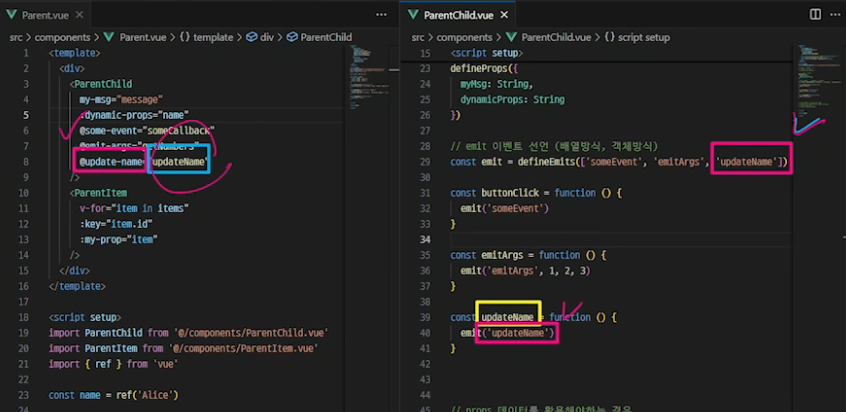 Parent.vue
src > components > Parent.vue > {} template > div > ParentChild
1 <template>
2 <div>
3 <ParentChild
4 my-msg="message"
5 :dynamic-props="name"
6 @some-event="someCallback"
7 @emit-args="getNumbers"
8 @update-name="updateName"
9 />
10 <ParentItem
11 v-for="item in items"
12 :key="item.id"
13 :my-prop="item"
14 />
15 </div>
16 </template>
17
18 <script setup>
19 import ParentChild from '@/components/ParentChild.vue'
20 import ParentItem from '@/components/ParentItem.vue'
21 import { ref } from 'vue'
22
23 const name = ref('Alice')
ParentChild.vue
src > components > ParentChild.vue > {} script setup
15 <script setup>
23 defineProps({
24 myMsg: String,
25 dynamicProps: String
26 })
27
28 // emit 이벤트 선언 (배열방식, 객체방식)
29 const emit = defineEmits(['someEvent', 'emitArgs', 'updateName'])
30
31 const buttonClick = function () {
32 emit('someEvent')
33 }
34
35 const emitArgs = function () {
36 emit('emitArgs', 1, 2, 3)
37 }
38
39 const updateName = function () {
40 emit('updateName')
41 }
42
43
44
45 // props 데이터를 활용해야하는 경우